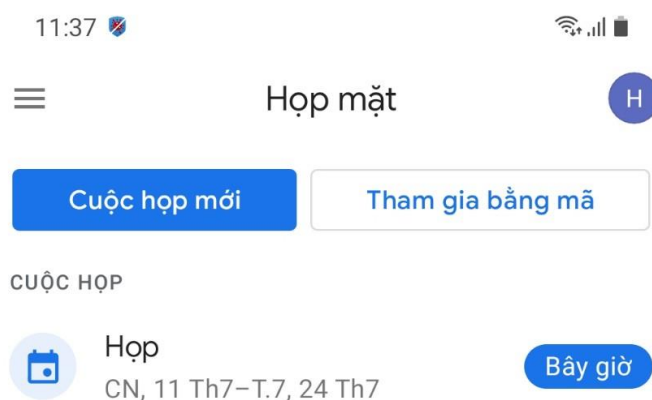 11:37
Họp mặt
H
Cuộc họp mới
Tham gia bằng mã
CUỘC HỌP
Họp
CN, 11 Th7–T.7, 24 Th7
Bây giờ